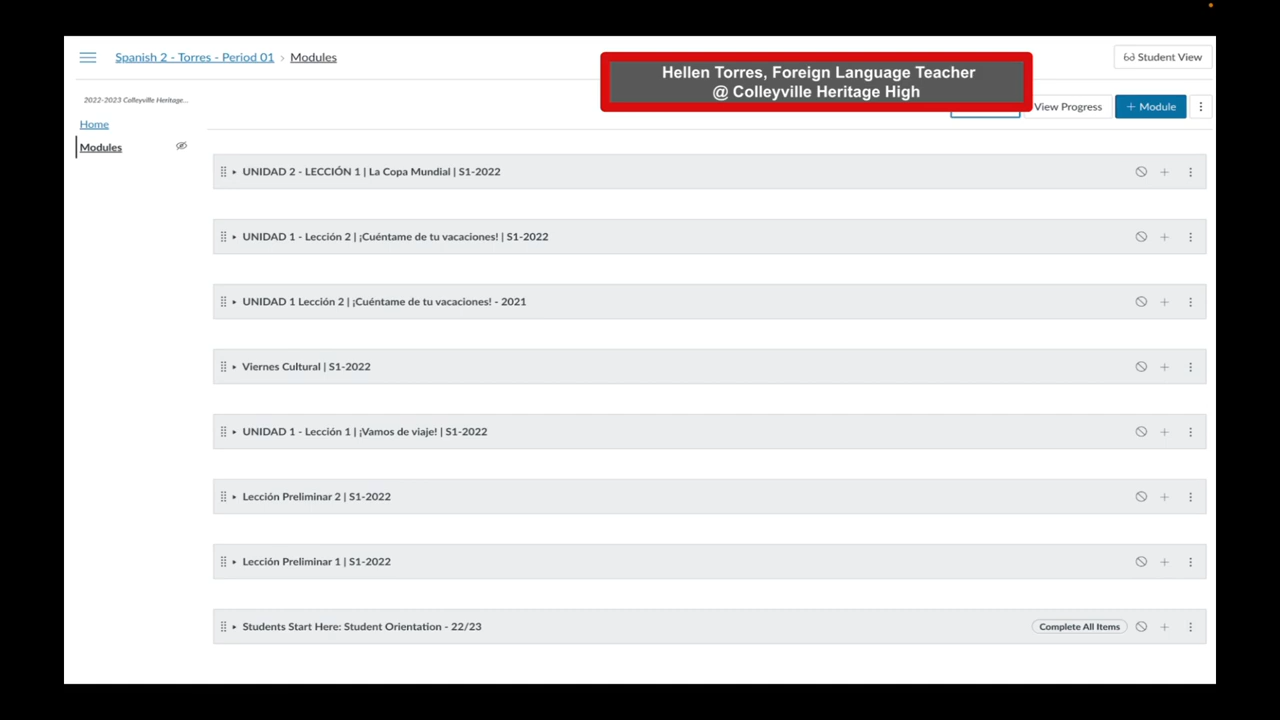 Spanish 2 - Torres - Period 01 › Modules
Hellen Torres, Foreign Language Teacher
@ Colleyville Heritage High
Student View
2022-2023 Colleyville Heritage...
View Progress
+ Module
Home
Modules
UNIDAD 2 - LECCIÓN 1 | La Copa Mundial | S1-2022
UNIDAD 1 - Lección 2 | ¡Cuéntame de tu vacaciones! | S1-2022
UNIDAD 1 Lección 2 | ¡Cuéntame de tu vacaciones! - 2021
Viernes Cultural | S1-2022
UNIDAD 1 - Lección 1 | ¡Vamos de viaje! | S1-2022
Lección Preliminar 2 | S1-2022
Lección Preliminar 1 | S1-2022
Students Start Here: Student Orientation - 22/23
Complete All Items